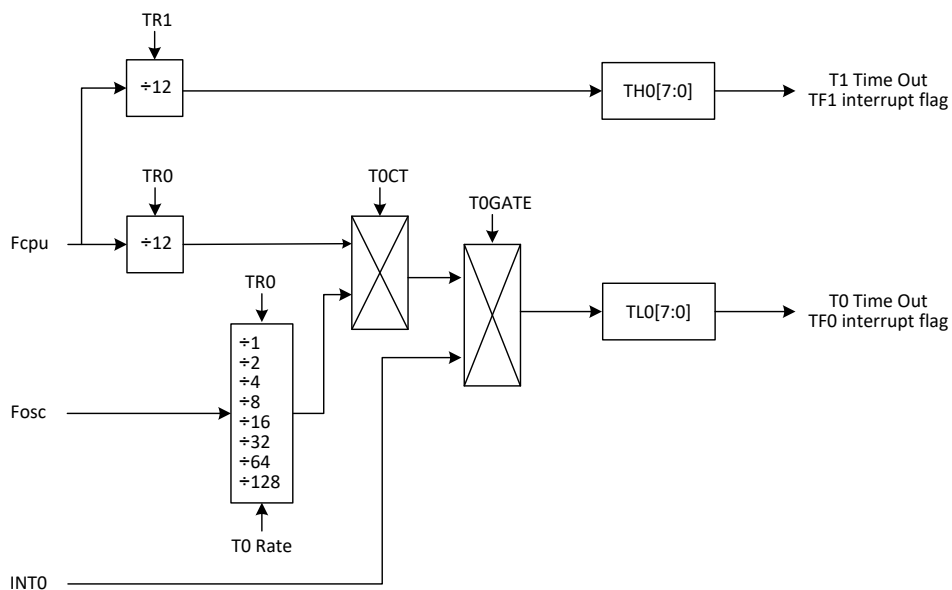 TR1
÷12
TH0[7:0]
T1 Time Out
TF1 interrupt flag
TR0
T0CT
T0GATE
Fcpu
÷12
TR0
TL0[7:0]
T0 Time Out
TF0 interrupt flag
÷1
÷2
÷4
÷8
÷16
÷32
÷64
÷128
Fosc
T0 Rate
INT0